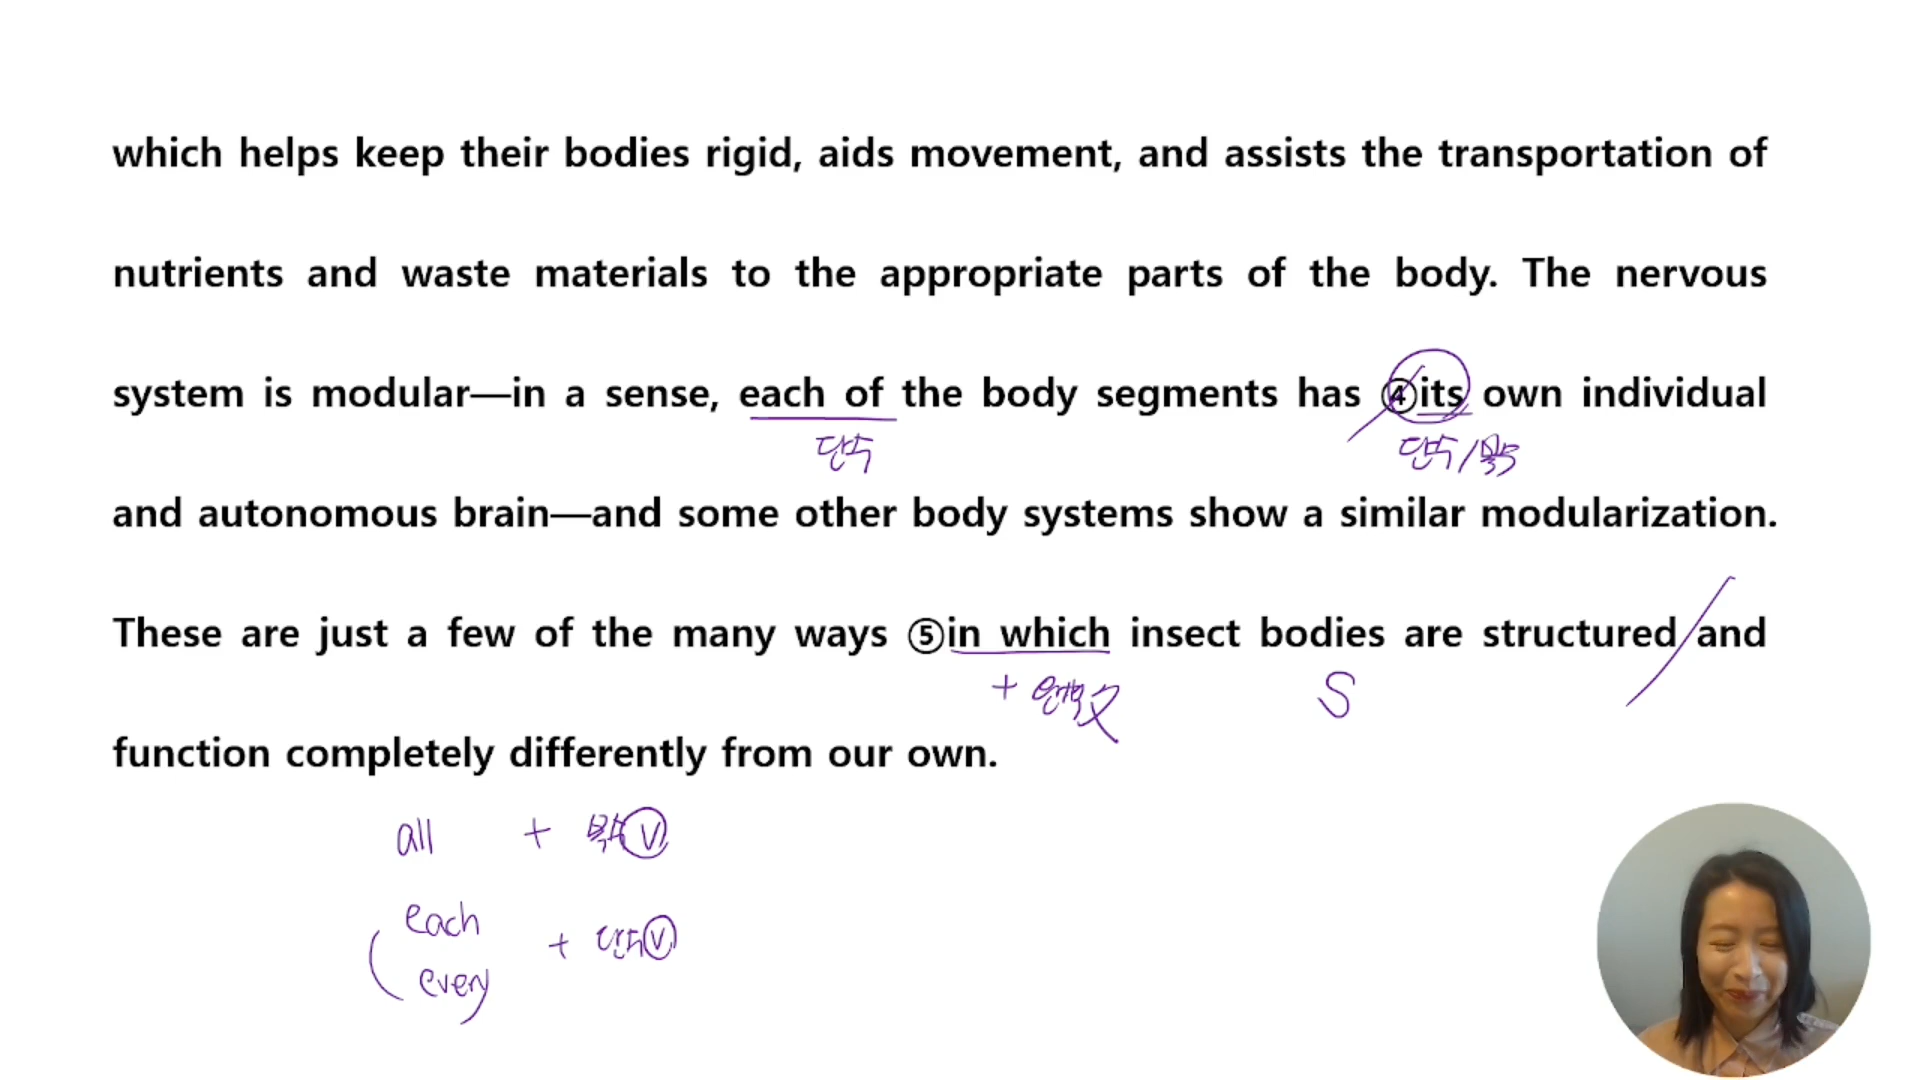 which helps keep their bodies rigid, aids movement, and assists the transportation of
nutrients and waste materials to the appropriate parts of the body. The nervous
system is modular—in a sense, each of the body segments has ④its own individual
단수 단수/복수
and autonomous brain—and some other body systems show a similar modularization.
These are just a few of the many ways ⑤in which insect bodies are structured and
+ 완벽文 S
function completely differently from our own.
all + 복수 V
each
+ 단수 V
every